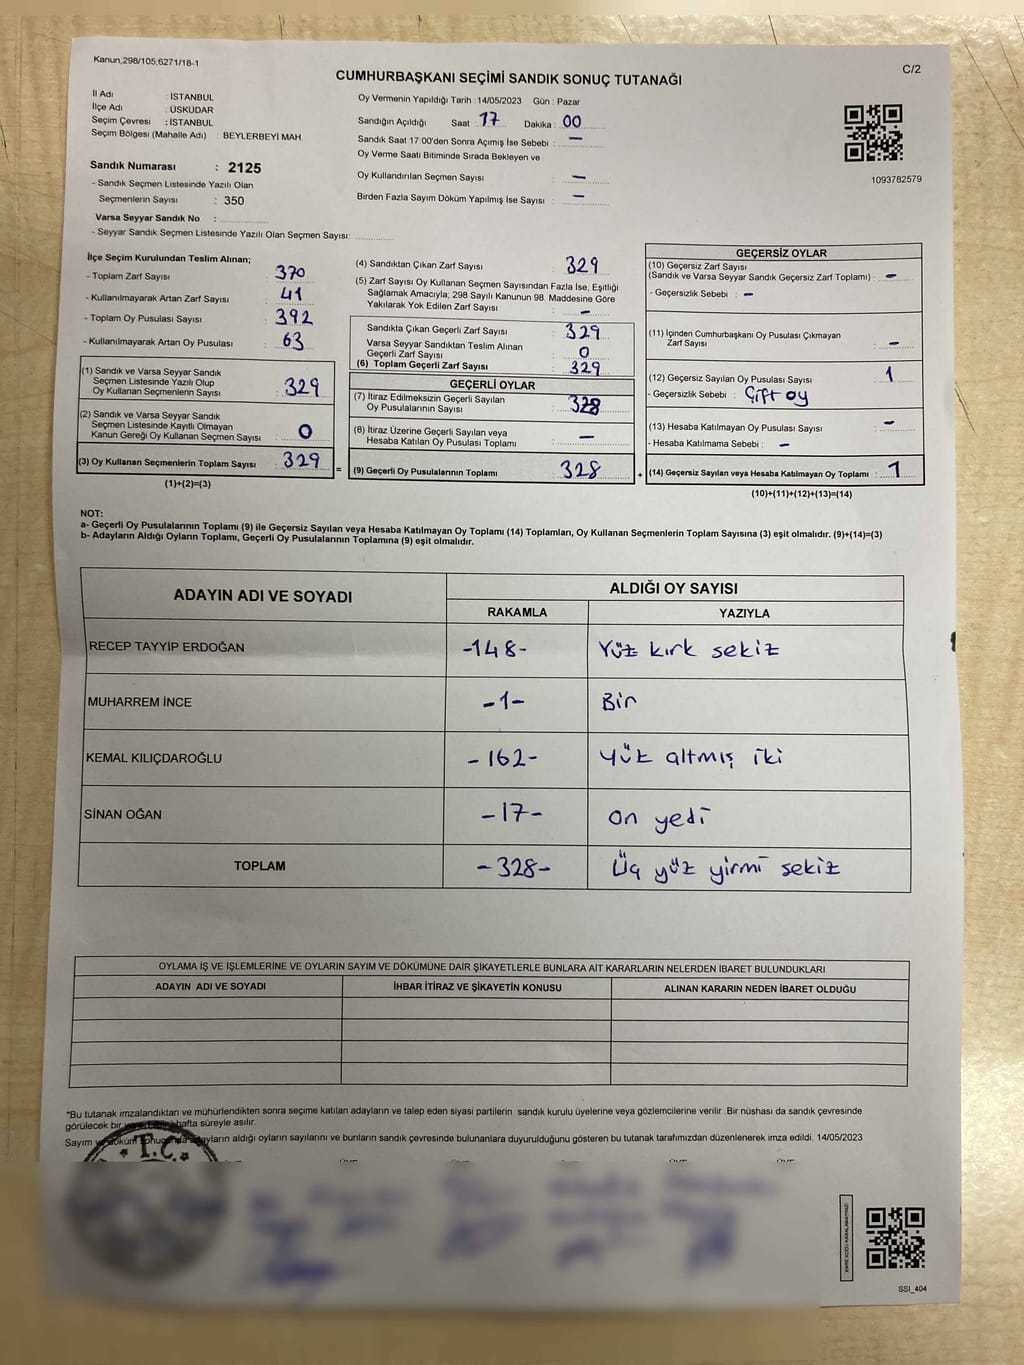 Kanun,298/105,6271/18-1
C/2
CUMHURBAŞKANI SEÇİMİ SANDIK SONUÇ TUTANAĞI
İl Adı : İSTANBUL
İlçe Adı : ÜSKÜDAR
Seçim Çevresi : İSTANBUL
Seçim Bölgesi (Mahalle Adı) : BEYLERBEYİ MAH
Sandık Numarası : 2125
- Sandık Seçmen Listesinde Yazılı Olan
Seçmenlerin Sayısı : 350
Varsa Seyyar Sandık No :
- Seyyar Sandık Seçmen Listesinde Yazılı Olan Seçmen Sayısı:
Oy Vermenin Yapıldığı Tarih : 14/05/2023 Gün : Pazar
Sandığın Açıldığı Saat : 17 Dakika : 00
Sandık Saat 17:00'den Sonra Açımış İse Sebebi : -
Oy Verme Saati Bitiminde Sırada Bekleyen ve
Oy Kullandırılan Seçmen Sayısı : -
Birden Fazla Sayım Döküm Yapılmış İse Sayısı : -
1093782579
İlçe Seçim Kurulundan Teslim Alınan;
- Toplam Zarf Sayısı : 370
- Kullanılmayarak Artan Zarf Sayısı : 41
- Toplam Oy Pusulası Sayısı : 392
- Kullanılmayarak Artan Oy Pusulası : 63
(1) Sandık ve Varsa Seyyar Sandık
Seçmen Listesinde Yazılı Olup
Oy Kullanan Seçmenlerin Sayısı : 329
(2) Sandık ve Varsa Seyyar Sandık
Seçmen Listesinde Kayıtlı Olmayan
Kanun Gereği Oy Kullanan Seçmen Sayısı : 0
(3) Oy Kullanan Seçmenlerin Toplam Sayısı : 329
(1)+(2)=(3)
(4) Sandıktan Çıkan Zarf Sayısı : 329
(5) Zarf Sayısı Oy Kullanan Seçmen Sayısından Fazla İse, Eşitliği
Sağlamak Amacıyla, 298 Sayılı Kanunun 98. Maddesine Göre
Yakılarak Yok Edilen Zarf Sayısı : -
Sandıkta Çıkan Geçerli Zarf Sayısı : 329
Varsa Seyyar Sandıktan Teslim Alınan
Geçerli Zarf Sayısı : 0
(6) Toplam Geçerli Zarf Sayısı : 329
GEÇERLİ OYLAR
(7) İtiraz Edilmeksizin Geçerli Sayılan
Oy Pusulalarının Sayısı : 328
(8) İtiraz Üzerine Geçerli Sayılan veya
Hesaba Katılan Oy Pusulası Toplamı : -
= (9) Geçerli Oy Pusulalarının Toplamı : 328
GEÇERSİZ OYLAR
(10) Geçersiz Zarf Sayısı
(Sandık ve Varsa Seyyar Sandık Geçersiz Zarf Toplamı) : -
- Geçersizlik Sebebi : -
(11) İçinden Cumhurbaşkanı Oy Pusulası Çıkmayan
Zarf Sayısı : -
(12) Geçersiz Sayılan Oy Pusulası Sayısı : 1
- Geçersizlik Sebebi : Çift oy
(13) Hesaba Katılmayan Oy Pusulası Sayısı : -
- Hesaba Katılmama Sebebi : -
+ (14) Geçersiz Sayılan veya Hesaba Katılmayan Oy Toplamı : 1
(10)+(11)+(12)+(13)=(14)
NOT:
a- Geçerli Oy Pusulalarının Toplamı (9) ile Geçersiz Sayılan veya Hesaba Katılmayan Oy Toplamı (14) Toplamları, Oy Kullanan Seçmenlerin Toplam Sayısına (3) eşit olmalıdır. (9)+(14)=(3)
b- Adayların Aldığı Oyların Toplamı, Geçerli Oy Pusulalarının Toplamına (9) eşit olmalıdır.
ADAYIN ADI VE SOYADI ALDIĞI OY SAYISI
RAKAMLA YAZIYLA
RECEP TAYYİP ERDOĞAN -148- Yüz kırk sekiz
MUHARREM İNCE -1- Bir
KEMAL KILIÇDAROĞLU -162- Yüz altmış iki
SİNAN OĞAN -17- On yedi
TOPLAM -328- Üç yüz yirmi sekiz
OYLAMA İŞ VE İŞLEMLERİNE VE OYLARIN SAYIM VE DÖKÜMÜNE DAİR ŞİKAYETLERLE BUNLARA AİT KARARLARIN NELERDEN İBARET BULUNDUKLARI
ADAYIN ADI VE SOYADI İHBAR İTİRAZ VE ŞİKAYETİN KONUSU ALINAN KARARIN NEDEN İBARET OLDUĞU
*Bu tutanak imzalandıktan ve mühürlendikten sonra seçime katılan adayların ve talep eden siyasi partilerin sandık kurulu üyelerine veya gözlemcilerine verilir .Bir nüshası da sandık çevresinde
görülecek bir yere bir hafta süreyle asılır.
Sayım ve döküm sonucunda adayların aldığı oyların sayılarını ve bunların sandık çevresinde bulunanlara duyurulduğunu gösteren bu tutanak tarafımızdan düzenlenerek imza edildi. 14/05/2023
T.C.
SSI_404